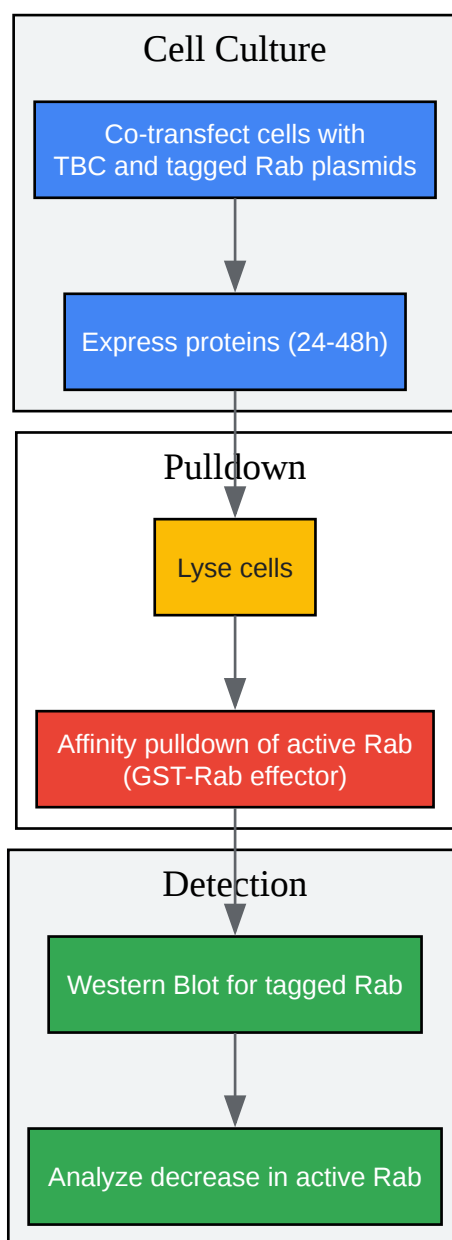 Cell Culture
Co-transfect cells with
TBC and tagged Rab plasmids
Express proteins (24-48h)
Pulldown
Lyse cells
Affinity pulldown of active Rab
(GST-Rab effector)
Detection
Western Blot for tagged Rab
Analyze decrease in active Rab